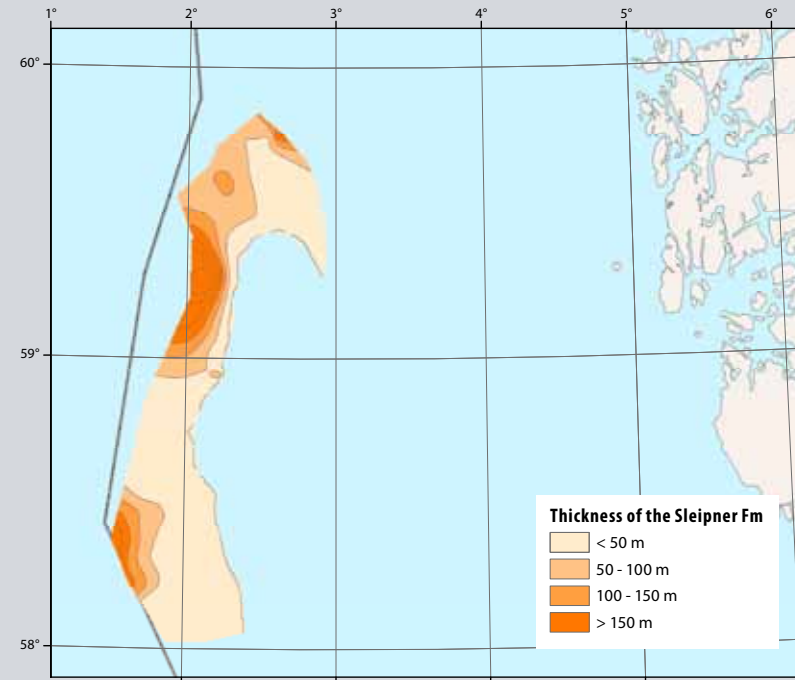 1° 2° 3° 4° 5° 6°
60°
59°
58°
Thickness of the Sleipner Fm
< 50 m
50 - 100 m
100 - 150 m
> 150 m